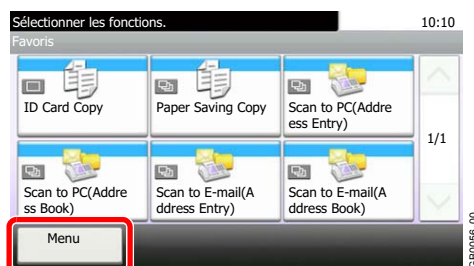 Sélectionner les fonctions.
10:10
Favoris
ID Card Copy
Paper Saving Copy
Scan to PC(Addre
ess Entry)
1/1
Scan to PC(Addre
ss Book)
Scan to E-mail(A
ddress Entry)
Scan to E-mail(A
ddress Book)
Menu